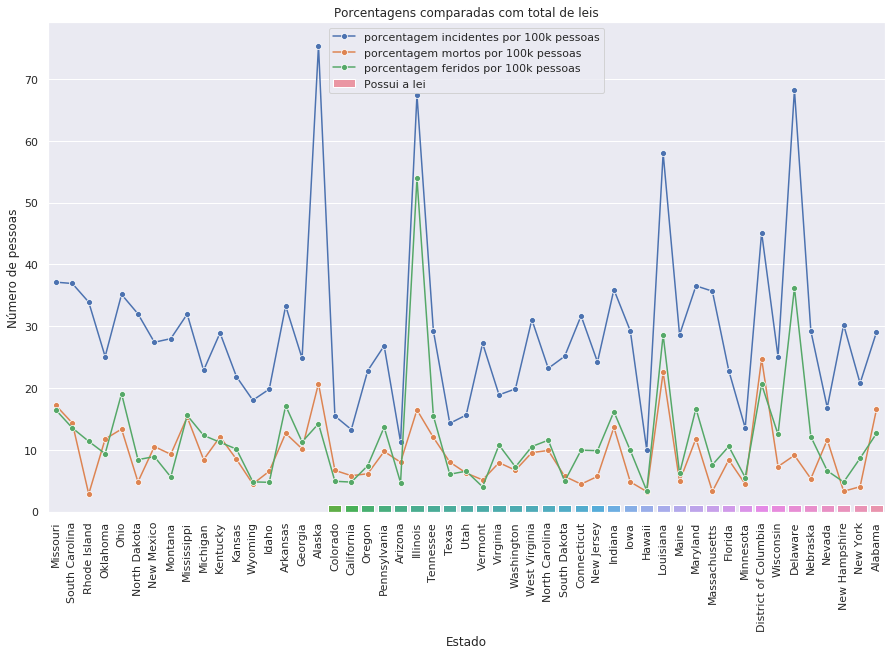 Porcentagens comparadas com total de leis
porcentagem incidentes por 100k pessoas
porcentagem mortos por 100k pessoas
porcentagem feridos por 100k pessoas
Possui a lei
Número de pessoas
70
60
50
40
30
20
10
0
Missouri
South Carolina
Rhode Island
Oklahoma
Ohio
North Dakota
New Mexico
Montana
Mississippi
Michigan
Kentucky
Kansas
Wyoming
Idaho
Arkansas
Georgia
Alaska
Colorado
California
Oregon
Pennsylvania
Arizona
Illinois
Tennessee
Texas
Utah
Vermont
Virginia
Washington
West Virginia
North Carolina
South Dakota
Connecticut
New Jersey
Indiana
Iowa
Hawaii
Louisiana
Maine
Maryland
Massachusetts
Florida
Minnesota
District of Columbia
Wisconsin
Delaware
Nebraska
Nevada
New Hampshire
New York
Alabama
Estado